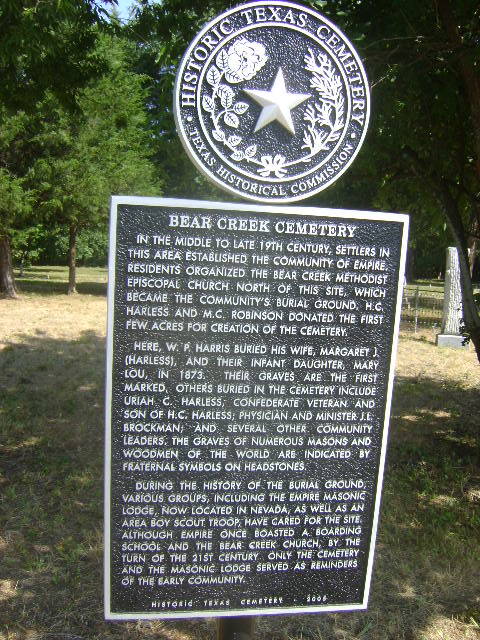 HISTORIC TEXAS CEMETERY
TEXAS HISTORICAL COMMISSION
BEAR CREEK CEMETERY
IN THE MIDDLE TO LATE 19TH CENTURY, SETTLERS IN
THIS AREA ESTABLISHED THE COMMUNITY OF EMPIRE.
RESIDENTS ORGANIZED THE BEAR CREEK METHODIST
EPISCOPAL CHURCH NORTH OF THIS SITE, WHICH
BECAME THE COMMUNITY'S BURIAL GROUND. H.C.
HARLESS AND M.C. ROBINSON DONATED THE FIRST
FEW ACRES FOR CREATION OF THE CEMETERY.
HERE, W. P. HARRIS BURIED HIS WIFE, MARGARET J.
(HARLESS), AND THEIR INFANT DAUGHTER, MARY
LOU, IN 1873. THEIR GRAVES ARE THE FIRST
MARKED. OTHERS BURIED IN THE CEMETERY INCLUDE
URIAH C. HARLESS, CONFEDERATE VETERAN AND
SON OF H.C. HARLESS; PHYSICIAN AND MINISTER J.L.
BROCKMAN; AND SEVERAL OTHER COMMUNITY
LEADERS. THE GRAVES OF NUMEROUS MASONS AND
WOODMEN OF THE WORLD ARE INDICATED BY
FRATERNAL SYMBOLS ON HEADSTONES.
DURING THE HISTORY OF THE BURIAL GROUND,
VARIOUS GROUPS, INCLUDING THE EMPIRE MASONIC
LODGE, NOW LOCATED IN NEVADA, AS WELL AS AN
AREA BOY SCOUT TROOP, HAVE CARED FOR THE SITE.
ALTHOUGH EMPIRE ONCE BOASTED A BOARDING
SCHOOL AND THE BEAR CREEK CHURCH, BY THE
TURN OF THE 21ST CENTURY, ONLY THE CEMETERY
AND THE MASONIC LODGE SERVED AS REMINDERS
OF THE EARLY COMMUNITY.
HISTORIC TEXAS CEMETERY - 2006